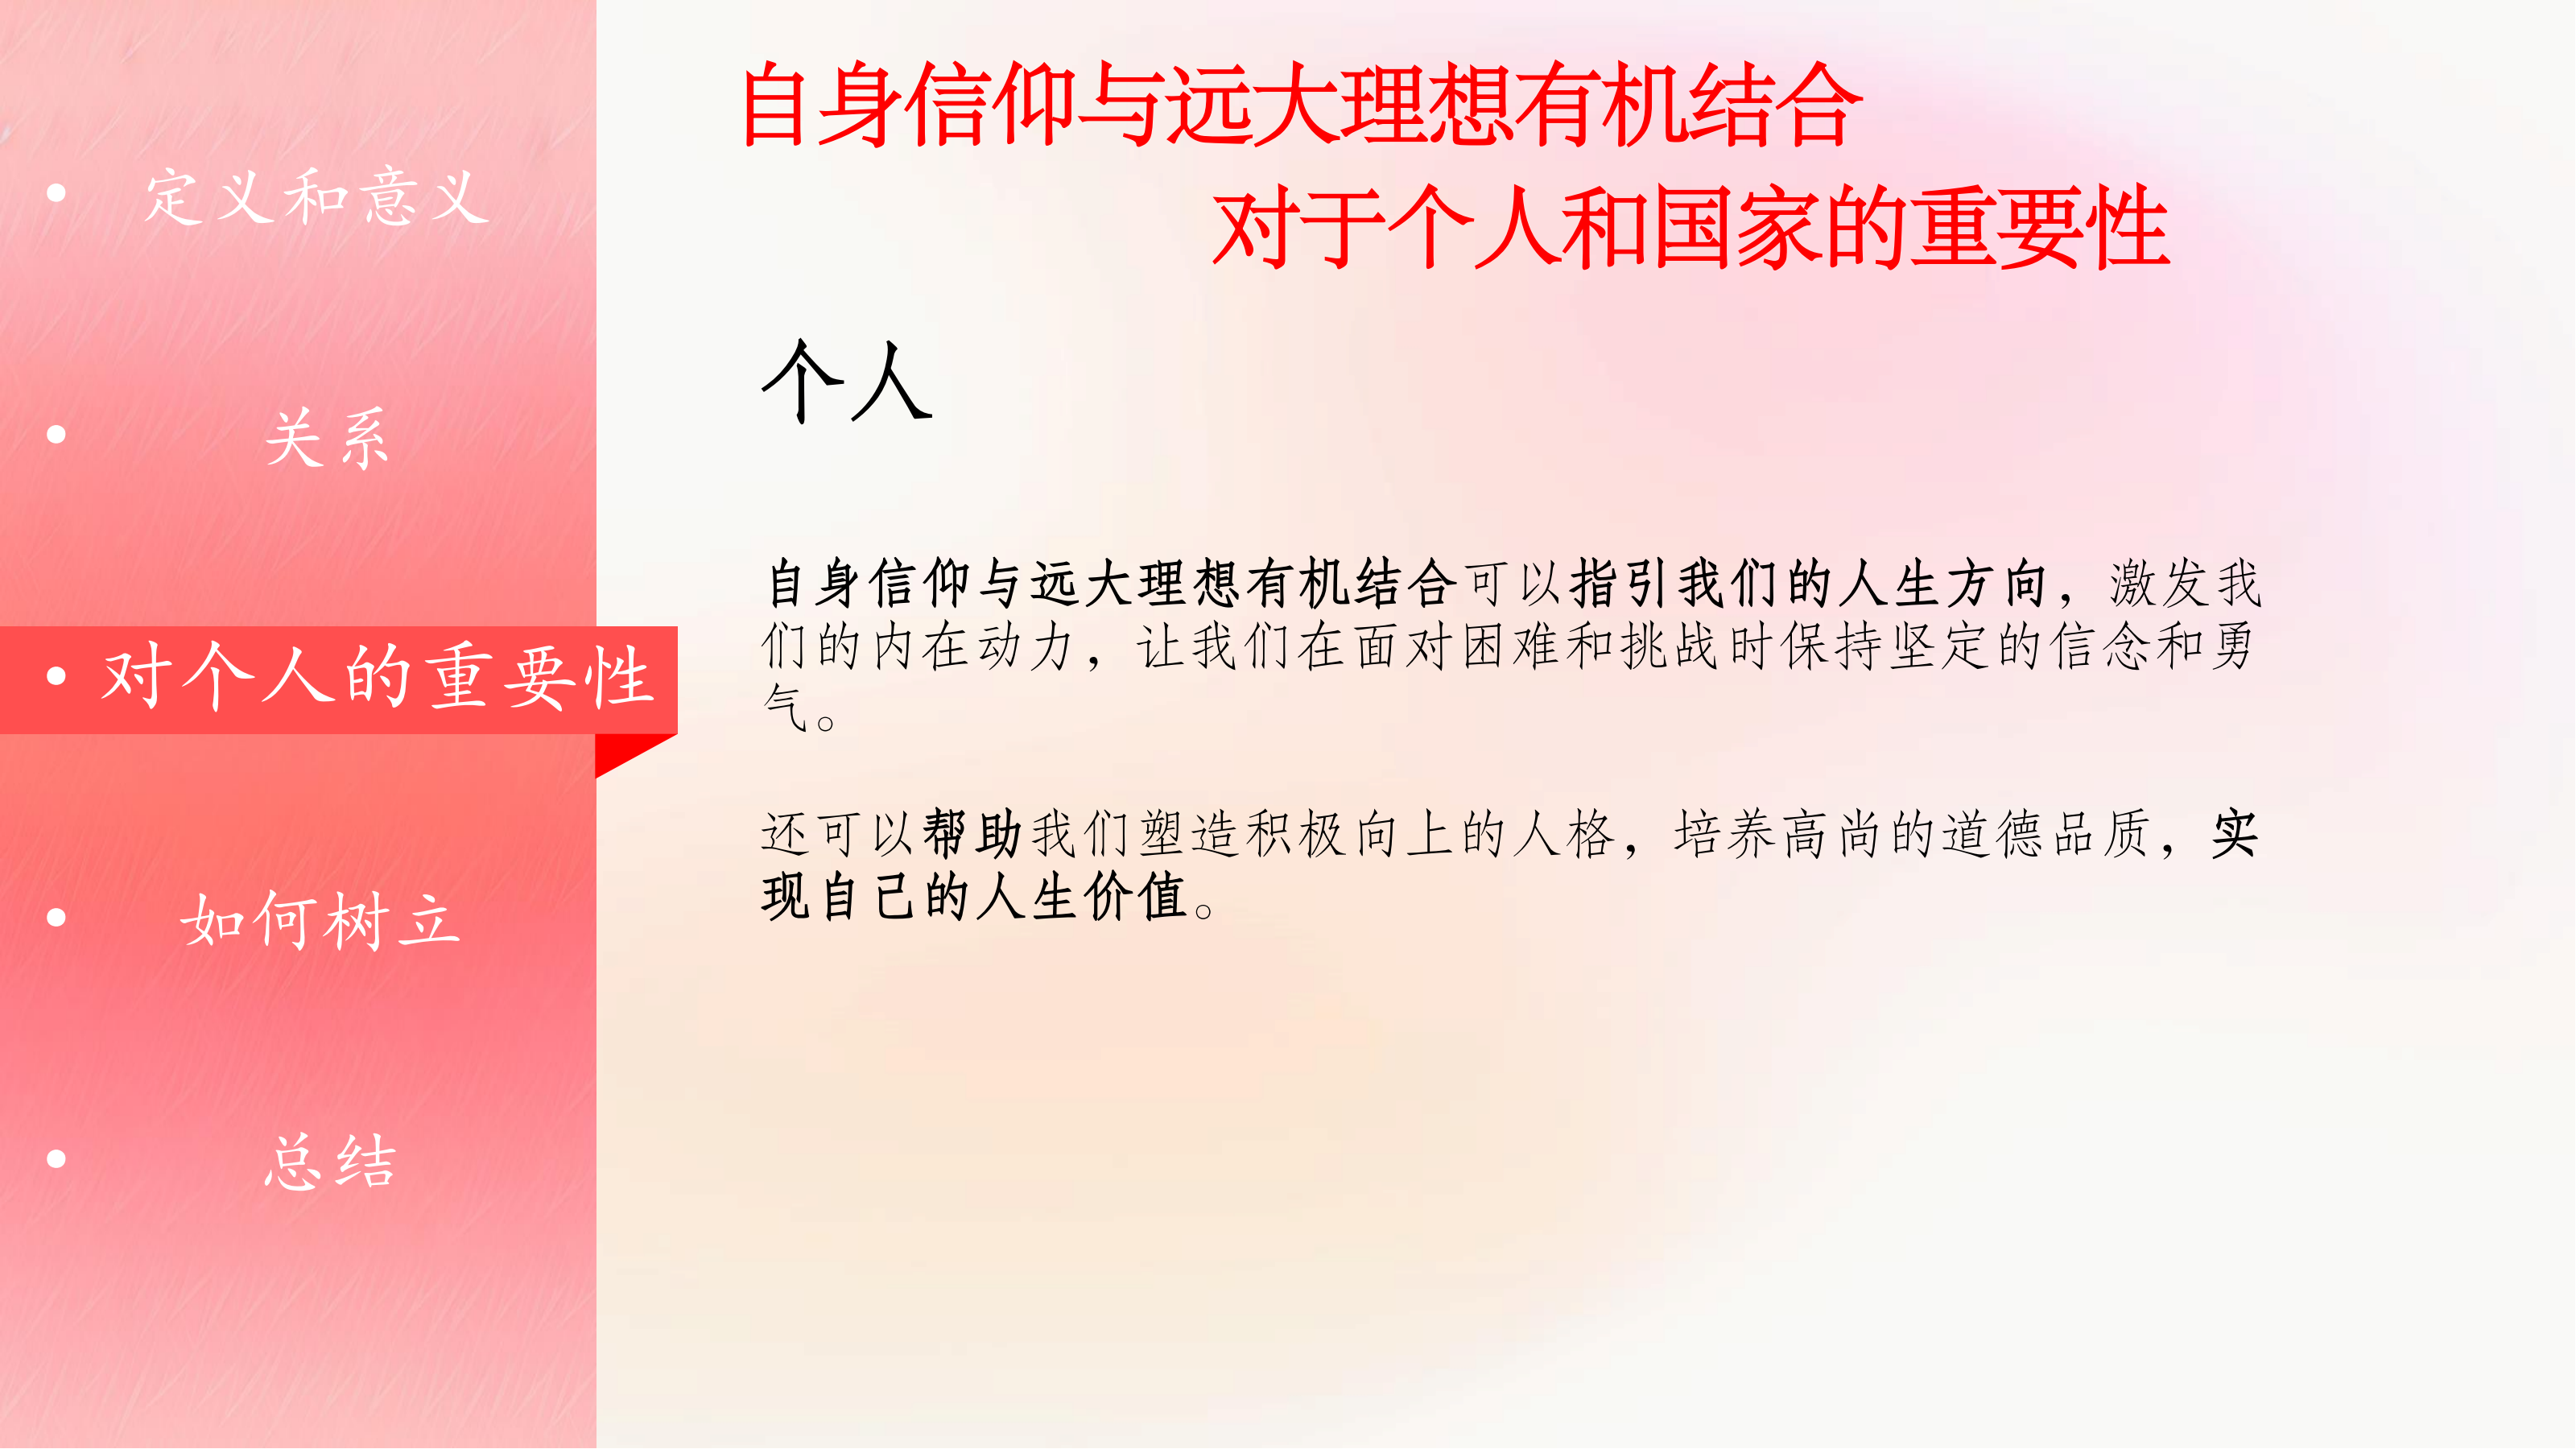 自身信仰与远大理想有机结合
对于个人和国家的重要性
• 定义和意义
• 关系
• 对个人的重要性
• 如何树立
• 总结
个人
自身信仰与远大理想有机结合可以指引我们的人生方向，激发我
们的内在动力，让我们在面对困难和挑战时保持坚定的信念和勇
气。
还可以帮助我们塑造积极向上的人格，培养高尚的道德品质，实
现自己的人生价值。